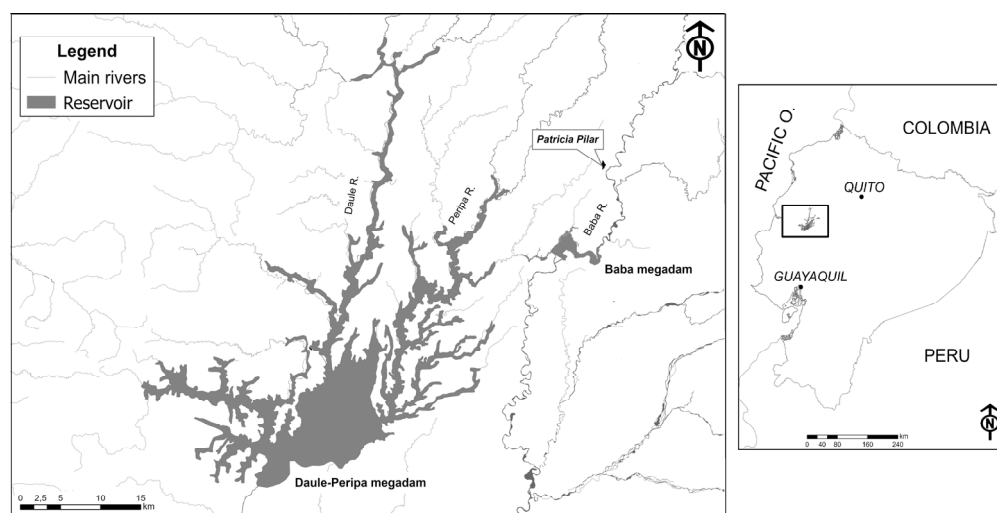 Legend
Main rivers
Reservoir
N
Patricia Pilar
Daule R.
Peripa R.
Baba R.
Baba megadam
Daule-Peripa megadam
0 2,5 5 10 15
km
PACIFIC O.
COLOMBIA
QUITO
GUAYAQUIL
PERU
N
0 40 80 160 240
km